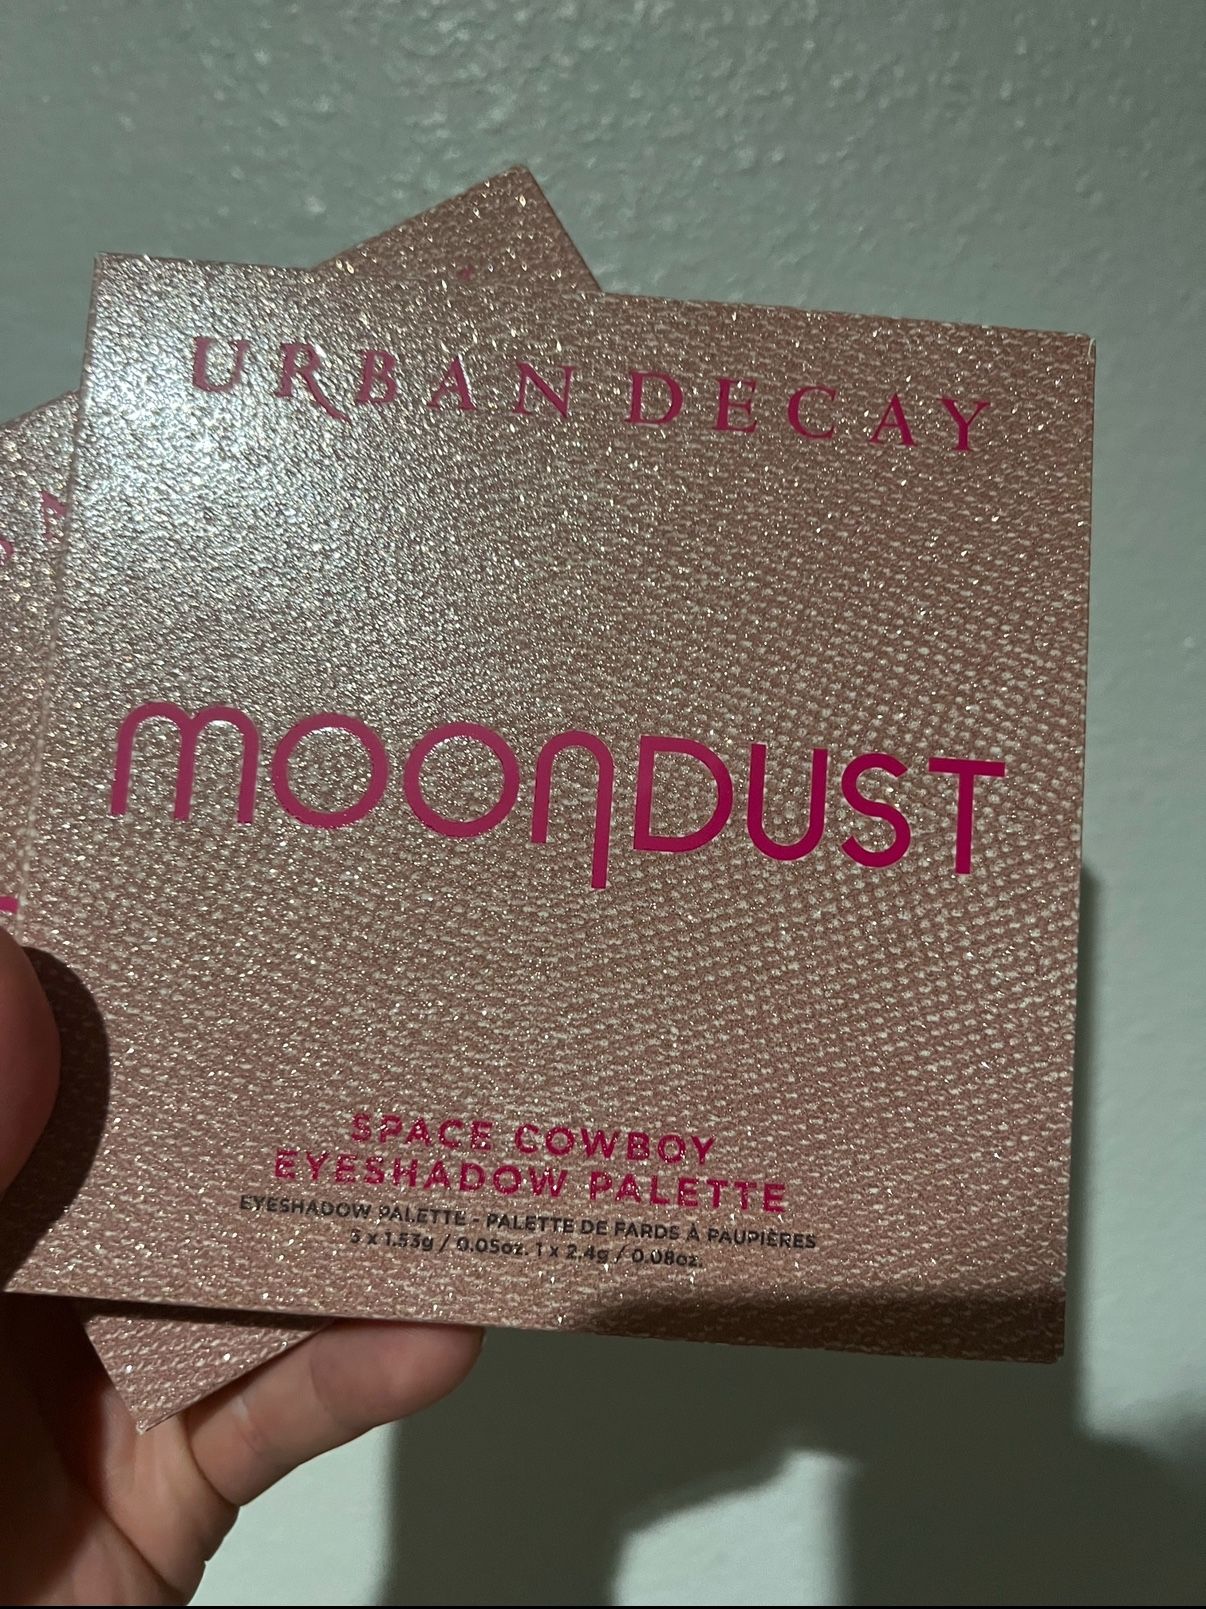 URBAN DECAY
MOONDUST
SPACE COWBOY
EYESHADOW PALETTE
EYESHADOW PALETTE - PALETTE DE FARDS À PAUPIÈRES
3 x 1.53g / 0.05oz. 1 x 2.4g / 0.08oz.